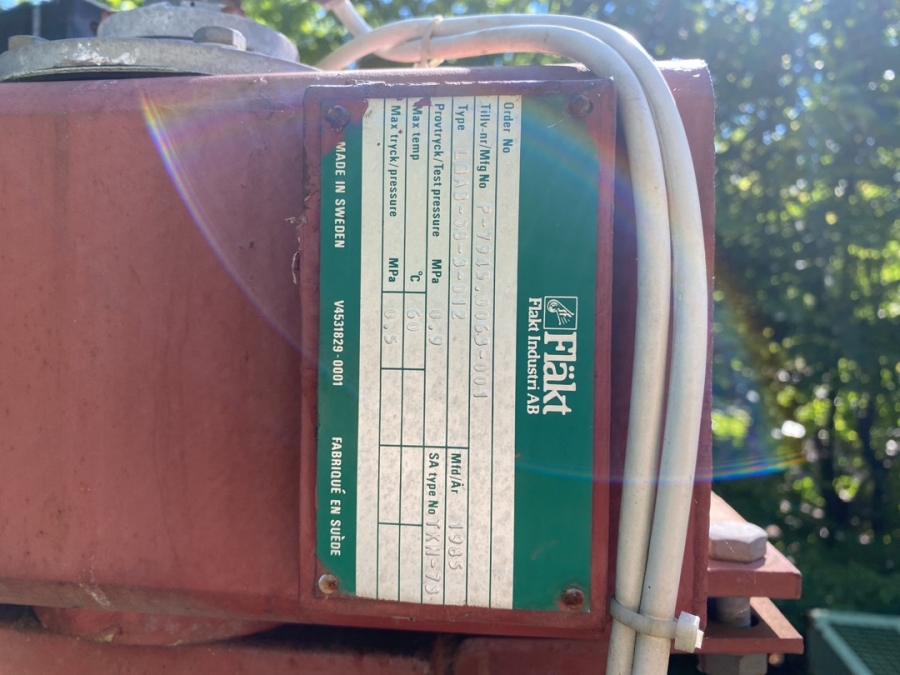 Fläkt
Fläkt Industri AB
Order No
Tillv-nr/Mfg No P-7945.0063-001
Type
Mfd/År 1985
Provtryck/Test pressure MPa 0,9
SA type No
Max temp °C 60
Max tryck/pressure MPa 0,5
MADE IN SWEDEN V4531829-0001 FABRIQUÉ EN SUÈDE